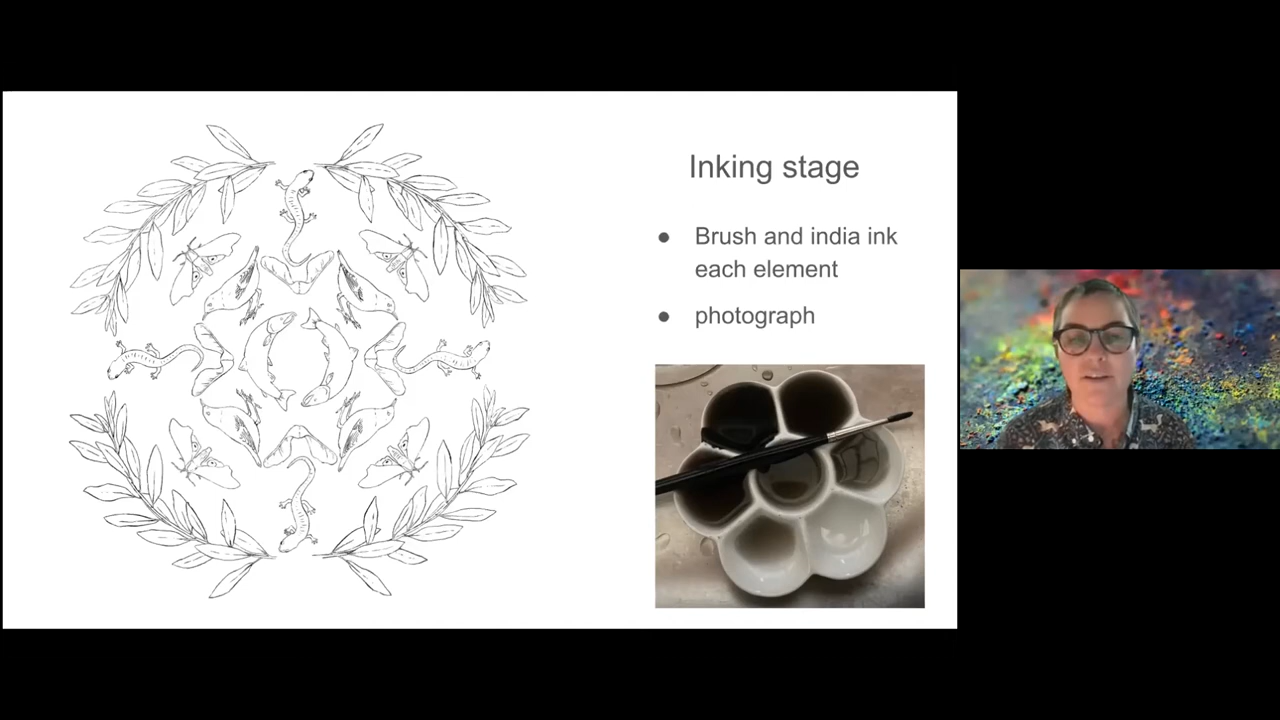 Inking stage
● Brush and india ink
each element
● photograph